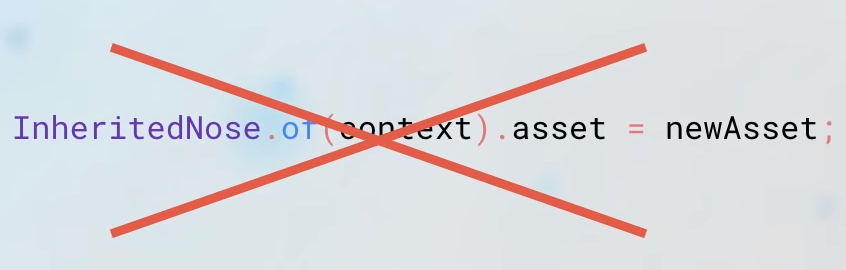 InheritedNose.of(context).asset = newAsset;